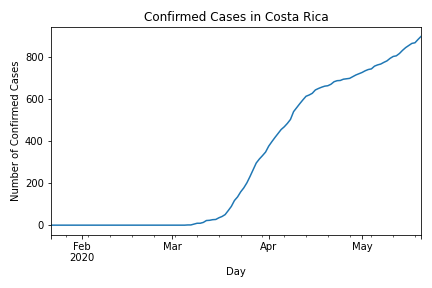 Confirmed Cases in Costa Rica
Number of Confirmed Cases
800
600
400
200
0
Feb Mar Apr May
2020
Day